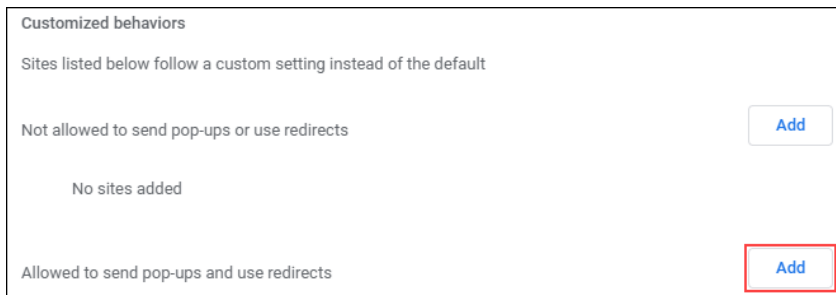 Customized behaviors
Sites listed below follow a custom setting instead of the default
Not allowed to send pop-ups or use redirects
Add
No sites added
Allowed to send pop-ups and use redirects
Add